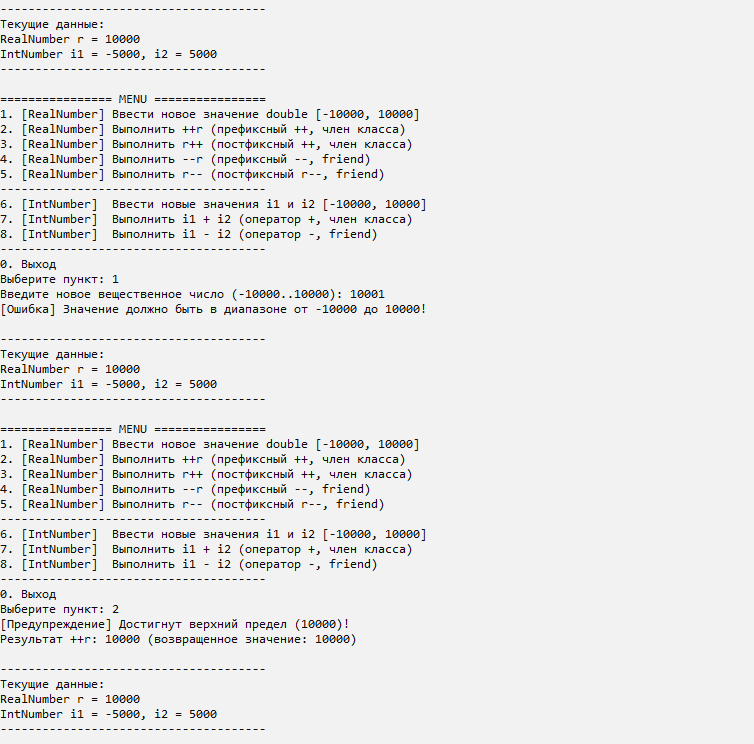 --------------------------------------
Текущие данные:
RealNumber r = 10000
IntNumber i1 = -5000, i2 = 5000
--------------------------------------
================ MENU ================
1. [RealNumber] Ввести новое значение double [-10000, 10000]
2. [RealNumber] Выполнить ++r (префиксный ++, член класса)
3. [RealNumber] Выполнить r++ (постфиксный ++, член класса)
4. [RealNumber] Выполнить --r (префиксный --, friend)
5. [RealNumber] Выполнить r-- (постфиксный r--, friend)
--------------------------------------
6. [IntNumber]  Ввести новые значения i1 и i2 [-10000, 10000]
7. [IntNumber]  Выполнить i1 + i2 (оператор +, член класса)
8. [IntNumber]  Выполнить i1 - i2 (оператор -, friend)
--------------------------------------
0. Выход
Выберите пункт: 1
Введите новое вещественное число (-10000..10000): 10001
[Ошибка] Значение должно быть в диапазоне от -10000 до 10000!
--------------------------------------
Текущие данные:
RealNumber r = 10000
IntNumber i1 = -5000, i2 = 5000
--------------------------------------
================ MENU ================
1. [RealNumber] Ввести новое значение double [-10000, 10000]
2. [RealNumber] Выполнить ++r (префиксный ++, член класса)
3. [RealNumber] Выполнить r++ (постфиксный ++, член класса)
4. [RealNumber] Выполнить --r (префиксный --, friend)
5. [RealNumber] Выполнить r-- (постфиксный r--, friend)
--------------------------------------
6. [IntNumber]  Ввести новые значения i1 и i2 [-10000, 10000]
7. [IntNumber]  Выполнить i1 + i2 (оператор +, член класса)
8. [IntNumber]  Выполнить i1 - i2 (оператор -, friend)
--------------------------------------
0. Выход
Выберите пункт: 2
[Предупреждение] Достигнут верхний предел (10000)!
Результат ++r: 10000 (возвращенное значение: 10000)
--------------------------------------
Текущие данные:
RealNumber r = 10000
IntNumber i1 = -5000, i2 = 5000
--------------------------------------